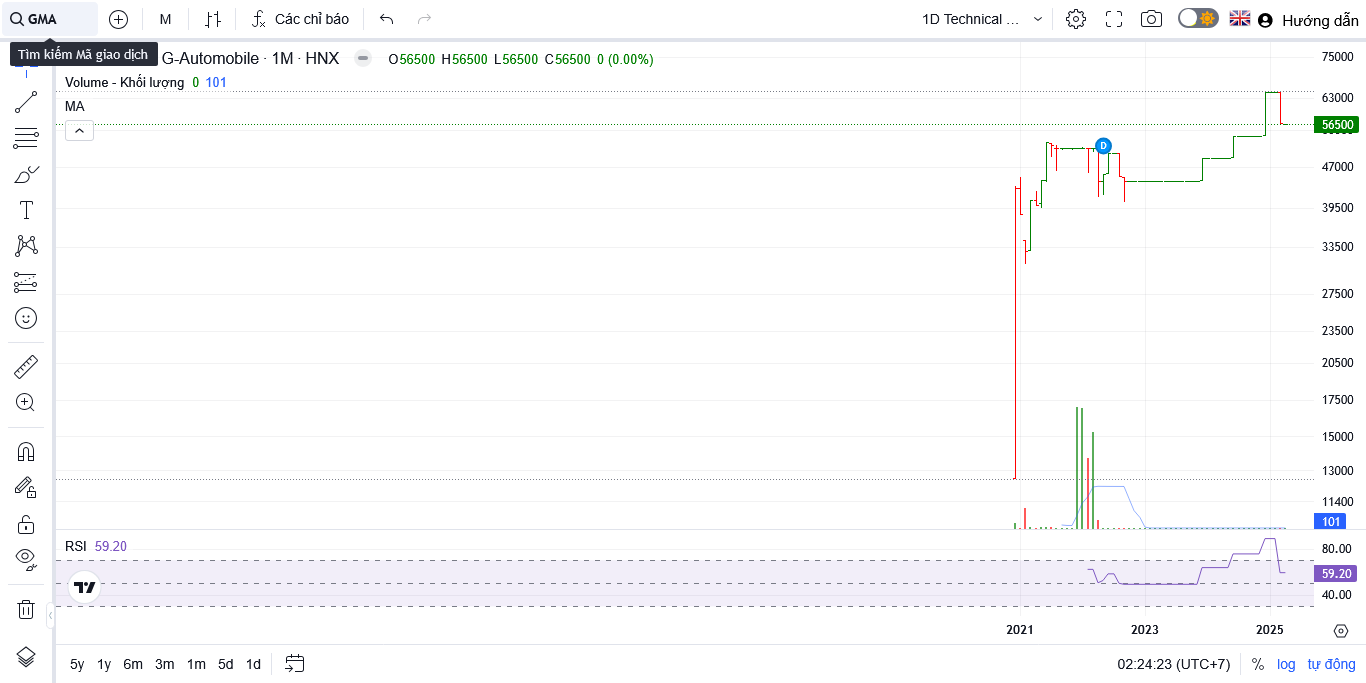 GMA
M
Các chỉ báo
1D Technical ...
Hướng dẫn
Tìm kiếm Mã giao dịch
G-Automobile · 1M · HNX
O56500 H56500 L56500 C56500 0 (0.00%)
Volume - Khối lượng 0 101
MA
D
75000
63000
56500
47000
39500
33500
27500
23500
20500
17500
15000
13000
11400
101
RSI 59.20
80.00
59.20
40.00
2021
2023
2025
5y 1y 6m 3m 1m 5d 1d
02:24:23 (UTC+7)
%
log
tự động